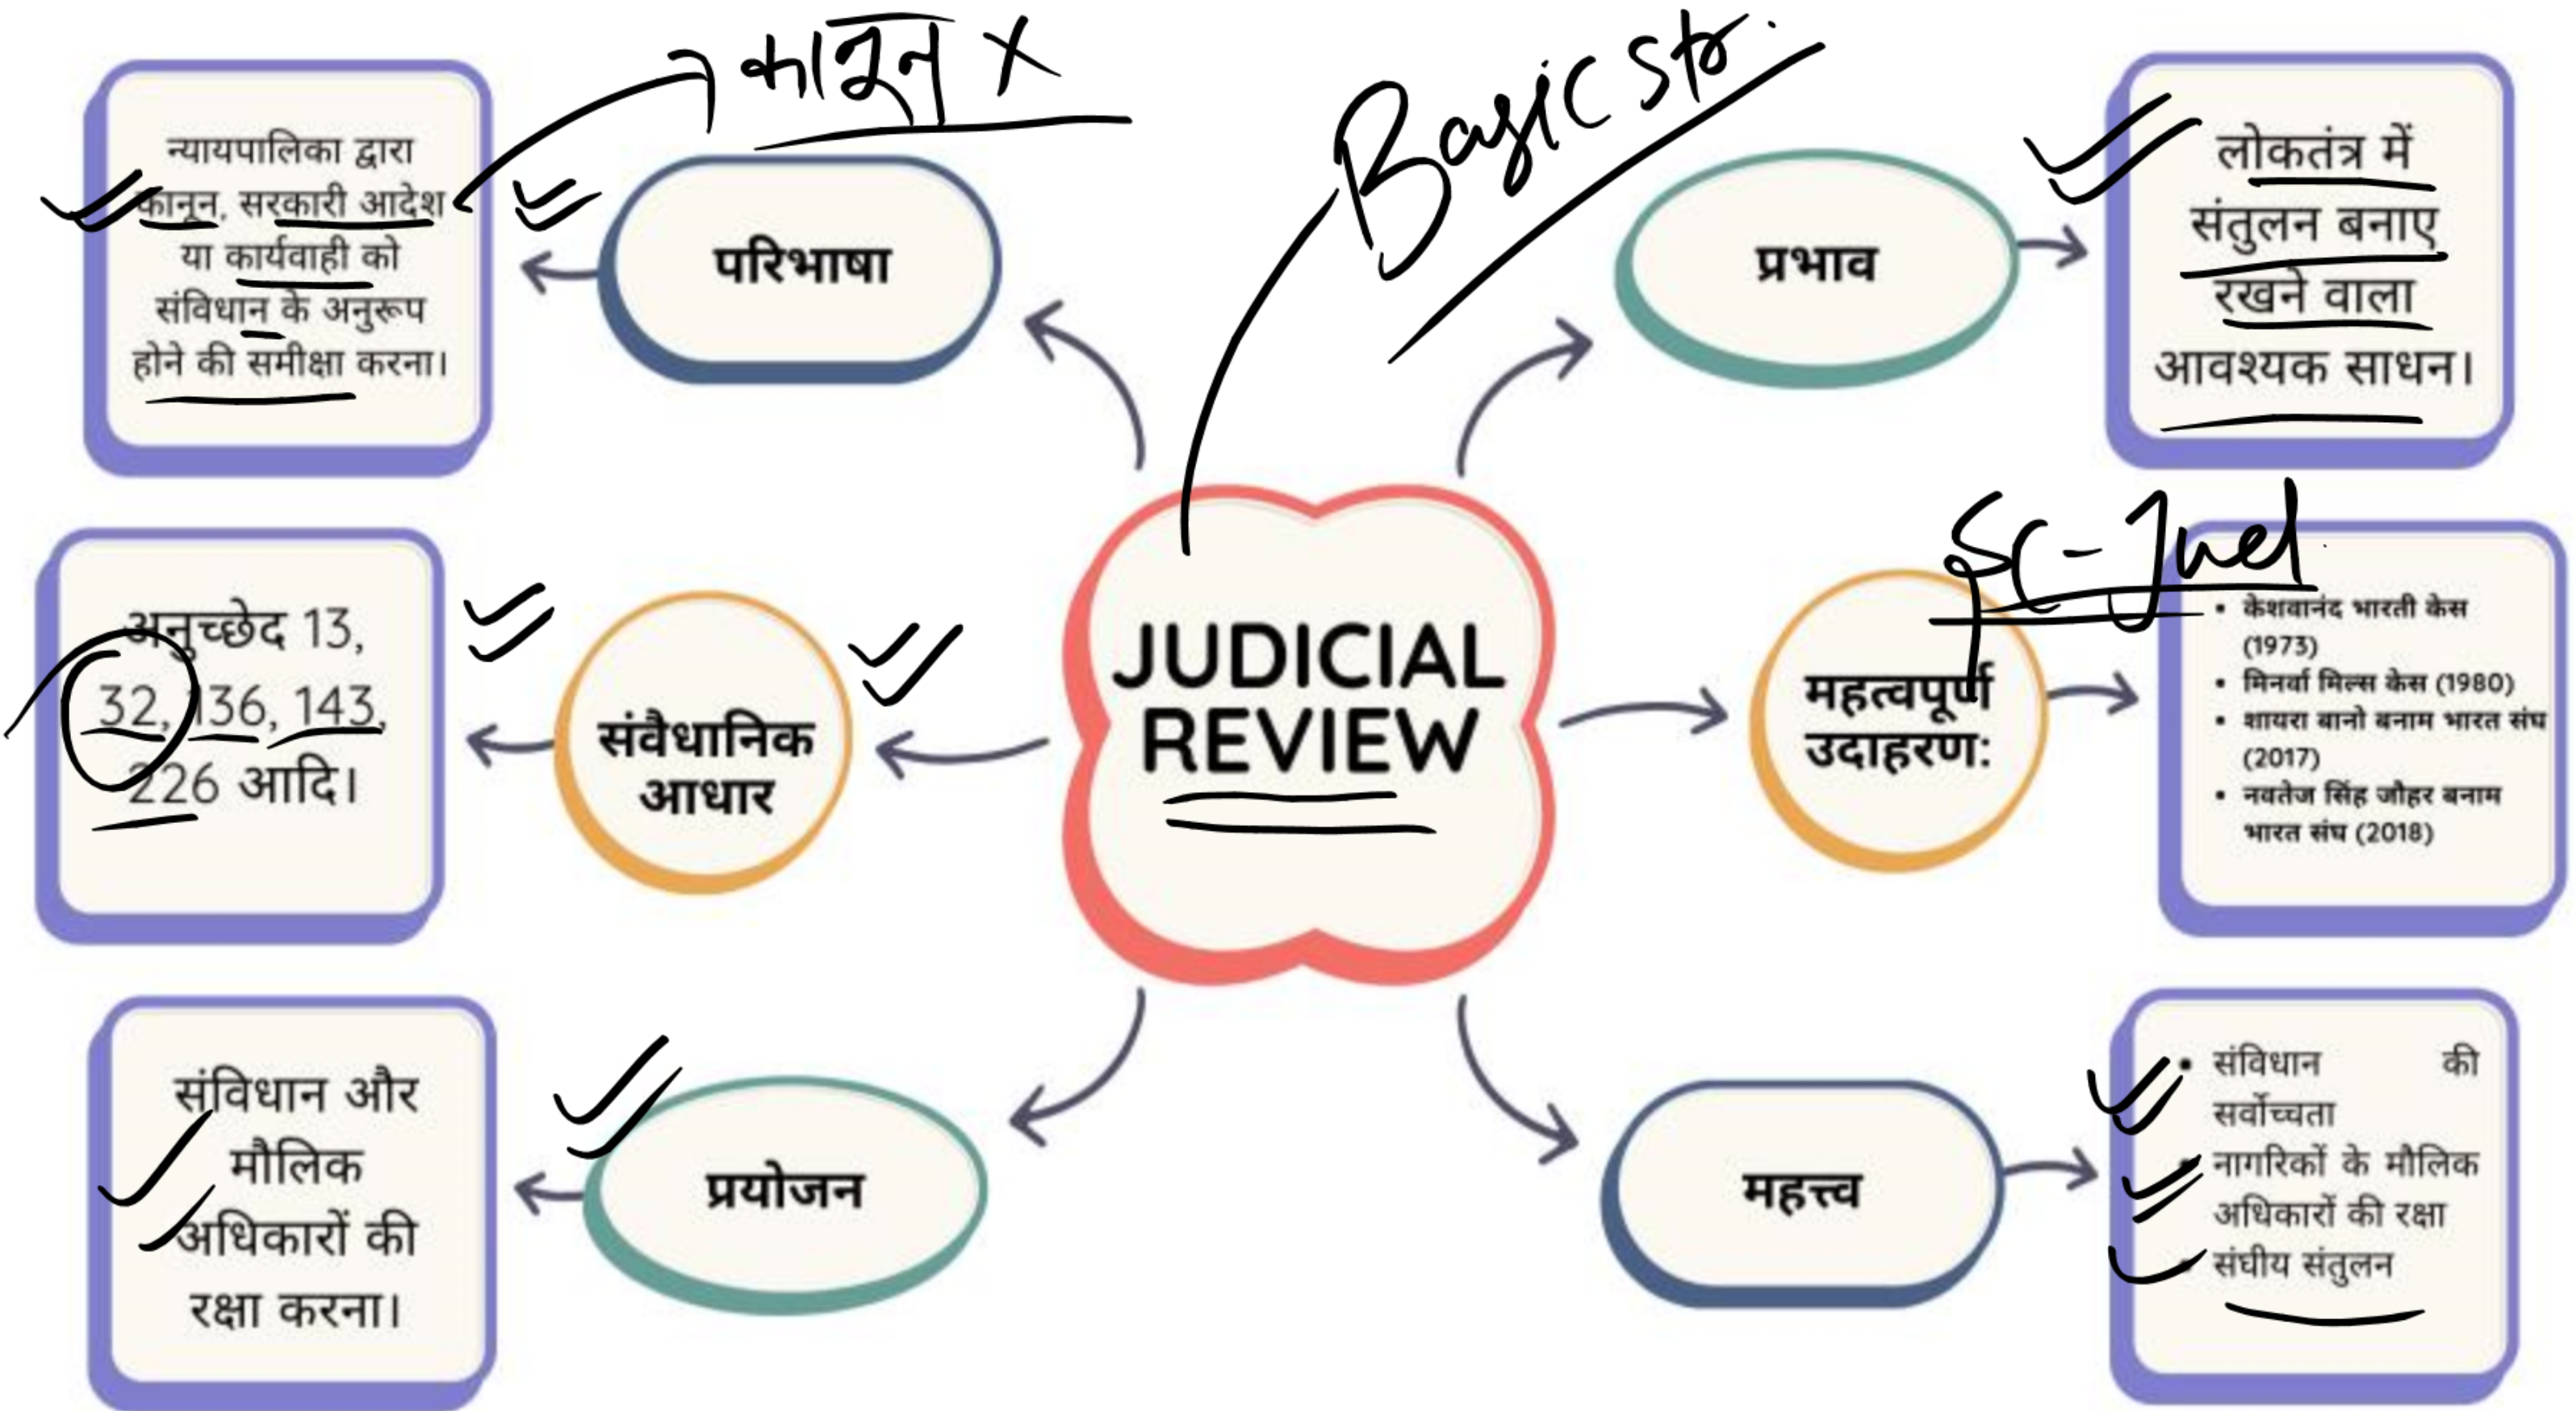 कानून X
Basic Str.
न्यायपालिका द्वारा
कानून, सरकारी आदेश
या कार्यवाही को
संविधान के अनुरूप
होने की समीक्षा करना।
परिभाषा
प्रभाव
लोकतंत्र में
संतुलन बनाए
रखने वाला
आवश्यक साधन।
अनुच्छेद 13,
32, 136, 143,
226 आदि।
संवैधानिक
आधार
JUDICIAL
REVIEW
महत्वपूर्ण
उदाहरण:
SC-
• केशवानंद भारती केस
(1973)
• मिनर्वा मिल्स केस (1980)
• शायरा बानो बनाम भारत संघ
(2017)
• नवतेज सिंह जौहर बनाम
भारत संघ (2018)
संविधान और
मौलिक
अधिकारों की
रक्षा करना।
प्रयोजन
महत्त्व
• संविधान की
सर्वोच्चता
• नागरिकों के मौलिक
अधिकारों की रक्षा
• संघीय संतुलन